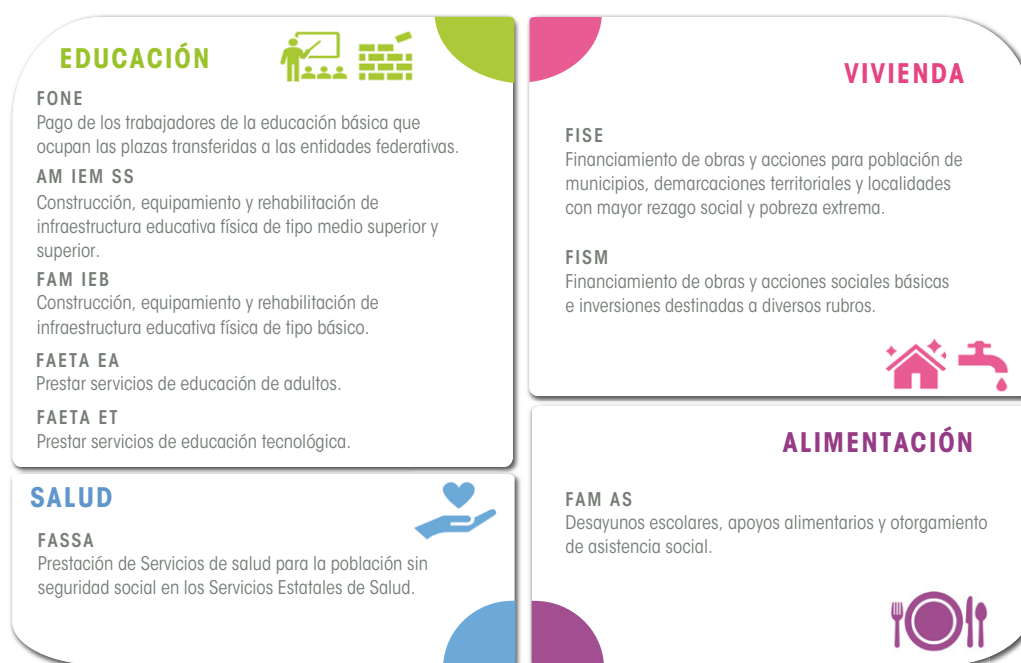 EDUCACIÓN
FONE
Pago de los trabajadores de la educación básica que
ocupan las plazas transferidas a las entidades federativas.
AM IEM SS
Construcción, equipamiento y rehabilitación de
infraestructura educativa física de tipo medio superior y
superior.
FAM IEB
Construcción, equipamiento y rehabilitación de
infraestructura educativa física de tipo básico.
FAETA EA
Prestar servicios de educación de adultos.
FAETA ET
Prestar servicios de educación tecnológica.
VIVIENDA
FISE
Financiamiento de obras y acciones para población de
municipios, demarcaciones territoriales y localidades
con mayor rezago social y pobreza extrema.
FISM
Financiamiento de obras y acciones sociales básicas
e inversiones destinadas a diversos rubros.
SALUD
FASSA
Prestación de Servicios de salud para la población sin
seguridad social en los Servicios Estatales de Salud.
ALIMENTACIÓN
FAM AS
Desayunos escolares, apoyos alimentarios y otorgamiento
de asistencia social.